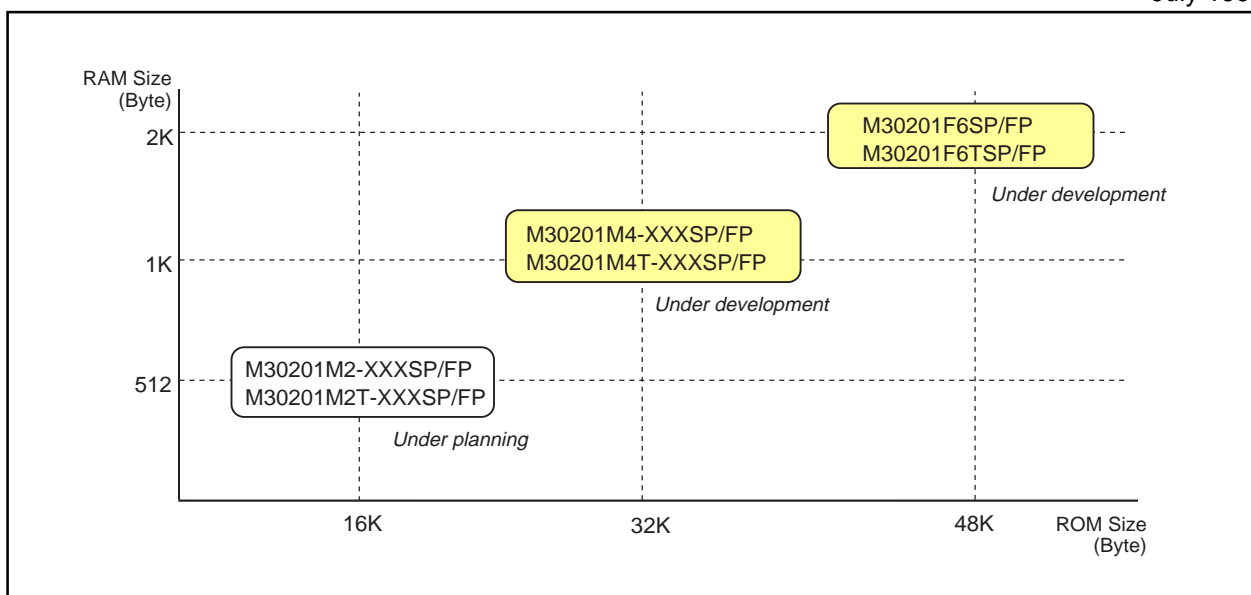 July
RAM Size
(Byte)
2K
M30201F6SP/FP
M30201F6TSP/FP
Under development
M30201M4-XXXSP/FP
M30201M4T-XXXSP/FP
1K
Under development
M30201M2-XXXSP/FP
M30201M2T-XXXSP/FP
512
Under planning
16K
32K
48K
ROM Size
(Byte)